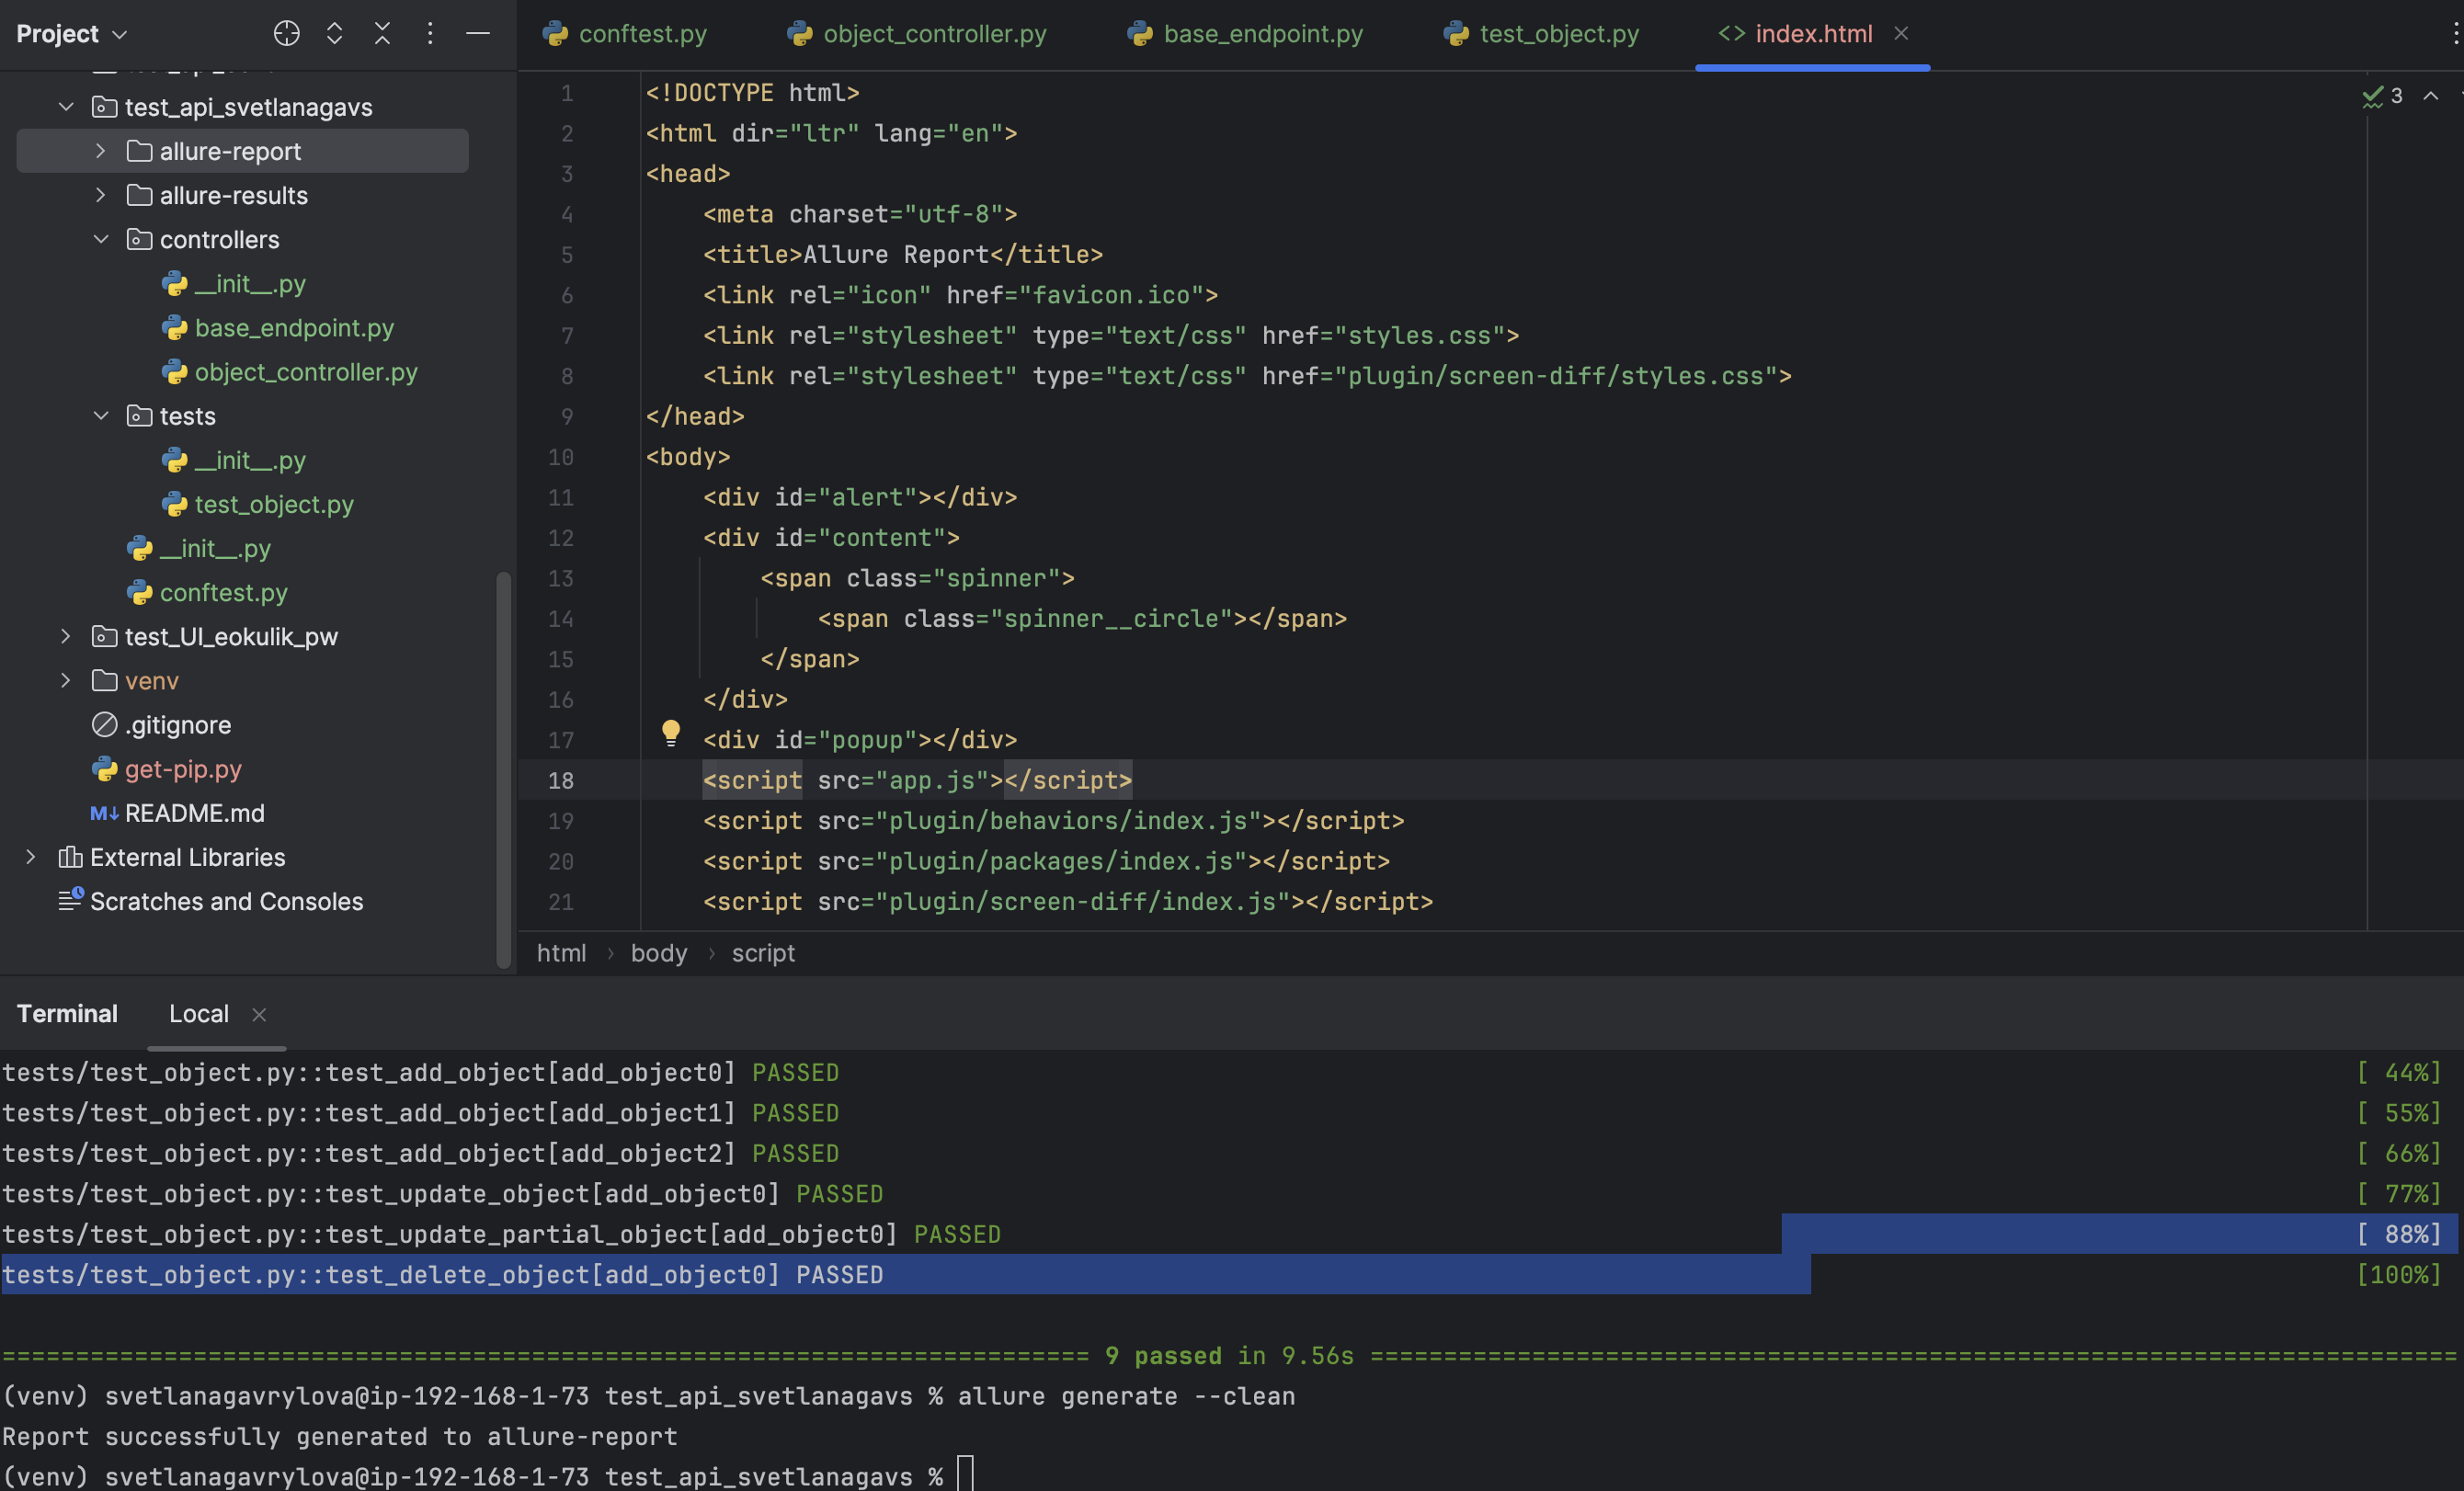 Project
conftest.py
object_controller.py
base_endpoint.py
test_object.py
<> index.html
test_api_svetlanagavs
allure-report
allure-results
controllers
__init__.py
base_endpoint.py
object_controller.py
tests
__init__.py
test_object.py
__init__.py
conftest.py
test_UI_eokulik_pw
venv
.gitignore
get-pip.py
M↓ README.md
External Libraries
Scratches and Consoles
3
1 <!DOCTYPE html>
2 <html dir="ltr" lang="en">
3 <head>
4 <meta charset="utf-8">
5 <title>Allure Report</title>
6 <link rel="icon" href="favicon.ico">
7 <link rel="stylesheet" type="text/css" href="styles.css">
8 <link rel="stylesheet" type="text/css" href="plugin/screen-diff/styles.css">
9 </head>
10 <body>
11 <div id="alert"></div>
12 <div id="content">
13 <span class="spinner">
14 <span class="spinner__circle"></span>
15 </span>
16 </div>
17 <div id="popup"></div>
18 <script src="app.js"></script>
19 <script src="plugin/behaviors/index.js"></script>
20 <script src="plugin/packages/index.js"></script>
21 <script src="plugin/screen-diff/index.js"></script>
html › body › script
Terminal Local
tests/test_object.py::test_add_object[add_object0] PASSED [ 44%]
tests/test_object.py::test_add_object[add_object1] PASSED [ 55%]
tests/test_object.py::test_add_object[add_object2] PASSED [ 66%]
tests/test_object.py::test_update_object[add_object0] PASSED [ 77%]
tests/test_object.py::test_update_partial_object[add_object0] PASSED [ 88%]
tests/test_object.py::test_delete_object[add_object0] PASSED [100%]
========================================================================== 9 passed in 9.56s ==========================================================================
(venv) svetlanagavrylova@ip-192-168-1-73 test_api_svetlanagavs % allure generate --clean
Report successfully generated to allure-report
(venv) svetlanagavrylova@ip-192-168-1-73 test_api_svetlanagavs %